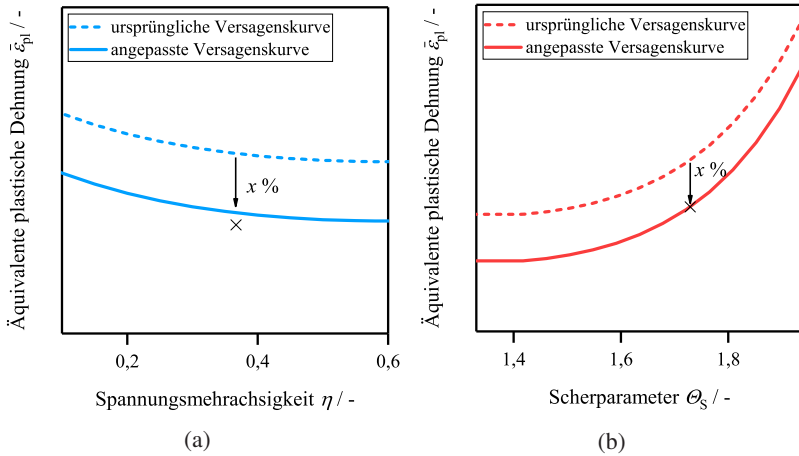 Äquivalente plastische Dehnung ε̄pl / -
ursprüngliche Versagenskurve
angepasste Versagenskurve
x %
0,2
0,4
0,6
Spannungsmehrachsigkeit η / -
(a)
Äquivalente plastische Dehnung ε̄pl / -
ursprüngliche Versagenskurve
angepasste Versagenskurve
x %
1,4
1,6
1,8
Scherparameter ΘS / -
(b)